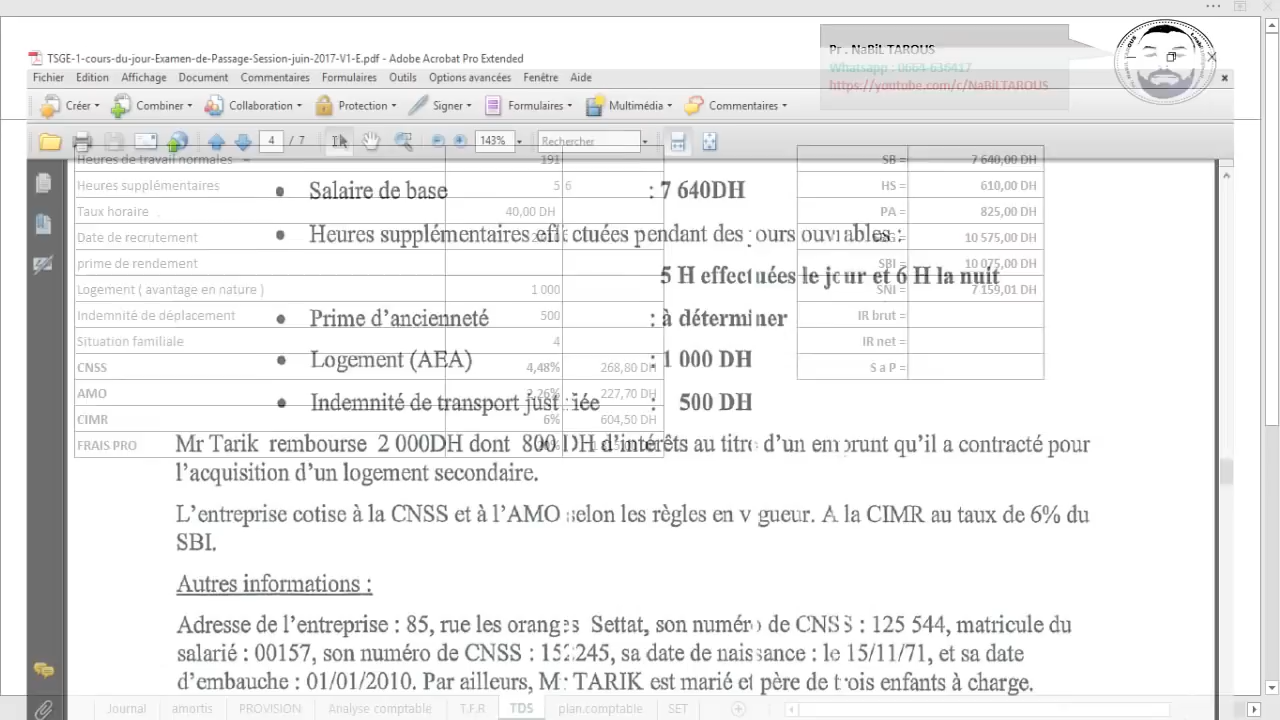 Pr . NaBiL TAROUS
Whatsapp : 0664-636417
https://youtube.com/c/NaBilTAROUS
TSGE-1-cours-du-jour-Examen-de-Passage-Session-juin-2017-V1-E.pdf - Adobe Acrobat Pro Extended
Fichier Edition Affichage Document Commentaires Formulaires Outils Options avancées Fenêtre Aide
Créer Combiner Collaboration Protection Signer Formulaires Multimédia Commentaires
4 / 7 143% Rechercher
Heures de travail normales 191
Heures supplémentaires 5 6
Taux horaire 40,00 DH
Date de recrutement
prime de rendement
Logement ( avantage en nature ) 1 000
Indemnité de déplacement 500
Situation familiale 4
CNSS 4,48% 268,80 DH
AMO 2,26% 227,70 DH
CIMR 6% 604,50 DH
FRAIS PRO
SB = 7 640,00 DH
HS = 610,00 DH
PA = 825,00 DH
10 575,00 DH
SBI = 10 075,00 DH
SNI = 7 159,01 DH
IR brut =
IR net =
S a P =
• Salaire de base : 7 640DH
• Heures supplémentaires effectuées pendant des jours ouvrables :
5 H effectuées le jour et 6 H la nuit
• Prime d’ancienneté : à déterminer
• Logement (AEA) : 1 000 DH
• Indemnité de transport justifiée : 500 DH
Mr Tarik rembourse 2 000DH dont 800 DH d’intérêts au titre d’un emprunt qu’il a contracté pour
l’acquisition d’un logement secondaire.
L’entreprise cotise à la CNSS et à l’AMO selon les règles en vigueur. A la CIMR au taux de 6% du
SBI.
Autres informations :
Adresse de l’entreprise : 85, rue les oranges Settat, son numéro de CNSS : 125 544, matricule du
salarié : 00157, son numéro de CNSS : 152245, sa date de naissance : le 15/11/71, et sa date
d’embauche : 01/01/2010. Par ailleurs, Mr TARIK est marié et père de trois enfants à charge.
Journal amortis PROVISION Analyse comptable T.F.R TDS plan.comptable SET